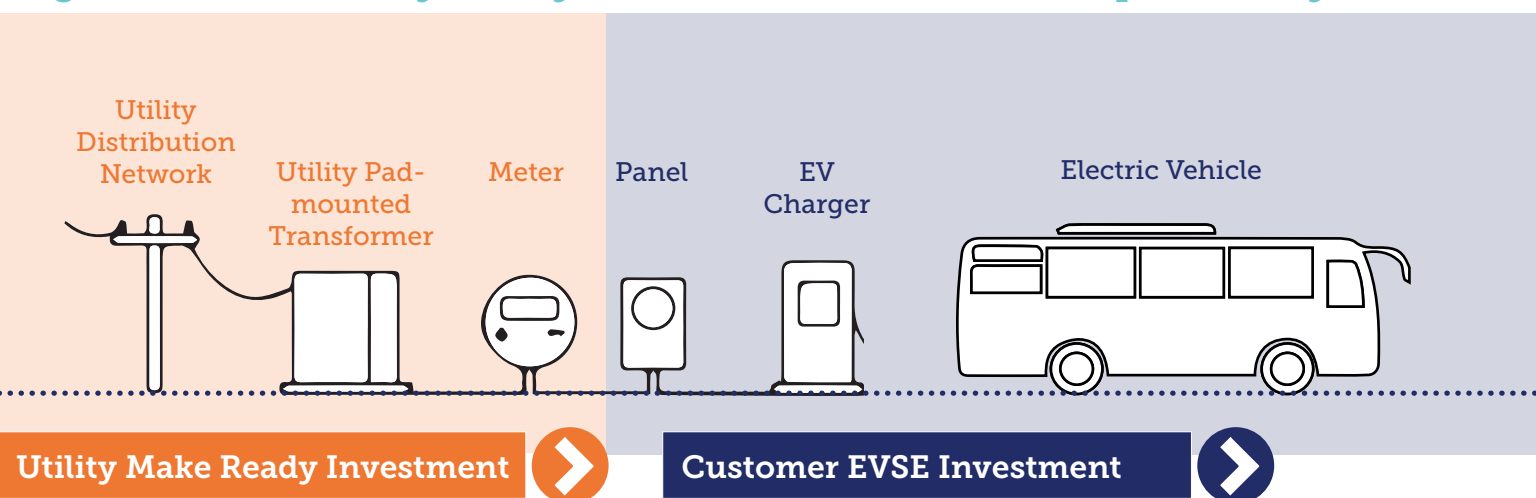 Utility
Distribution
Network
Utility Pad-
mounted
Transformer
Meter
Panel
EV
Charger
Electric Vehicle
Utility Make Ready Investment
Customer EVSE Investment